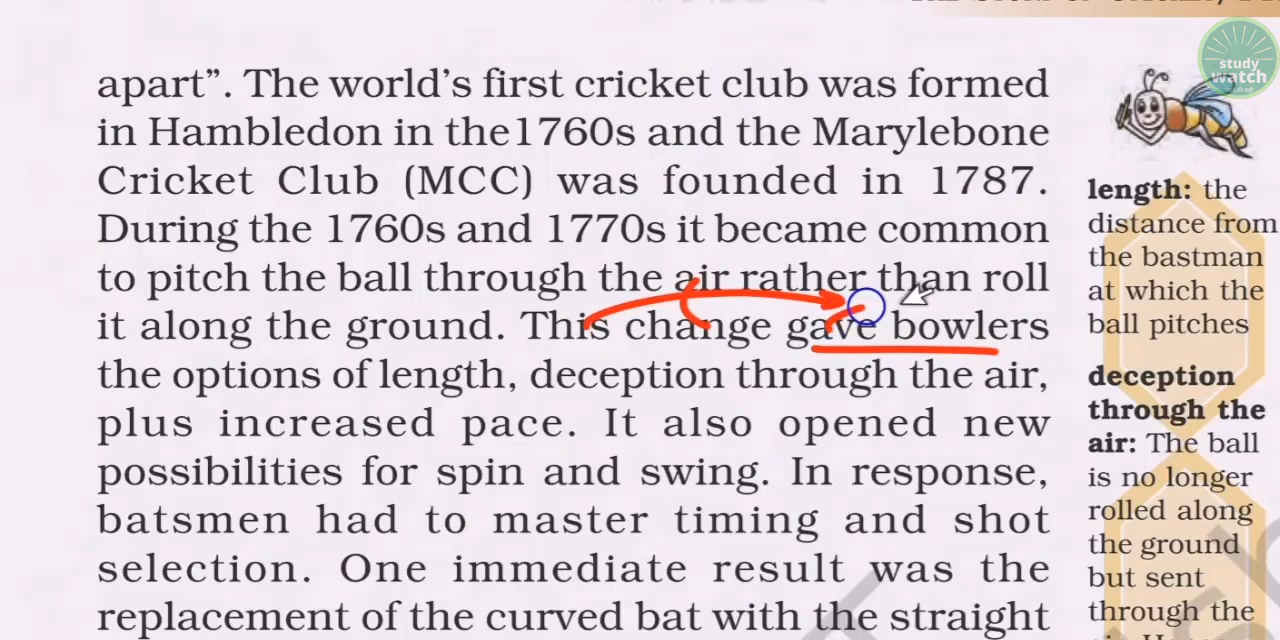 apart”. The world’s first cricket club was formed
in Hambledon in the1760s and the Marylebone
Cricket Club (MCC) was founded in 1787.
During the 1760s and 1770s it became common
to pitch the ball through the air rather than roll
it along the ground. This change gave bowlers
the options of length, deception through the air,
plus increased pace. It also opened new
possibilities for spin and swing. In response,
batsmen had to master timing and shot
selection. One immediate result was the
replacement of the curved bat with the straight
study
watch
length: the
distance from
the bastman
at which the
ball pitches
deception
through the
air: The ball
is no longer
rolled along
the ground
but sent
through the